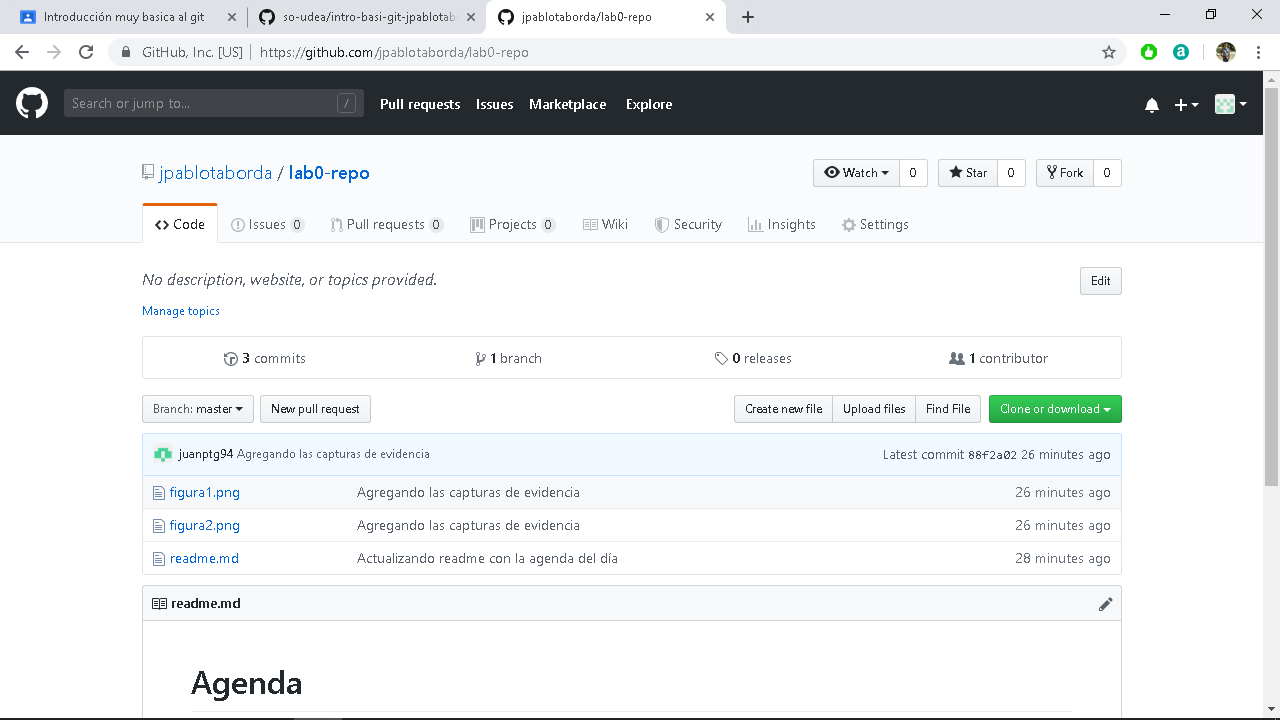 Introducción muy basica al git
so-udea/intro-basi-git-jpablotab
jpablotaborda/lab0-repo
GitHub, Inc. [US] https://github.com/jpablotaborda/lab0-repo
Search or jump to... / Pull requests Issues Marketplace Explore
jpablotaborda / lab0-repo Watch 0 Star 0 Fork 0
Code Issues 0 Pull requests 0 Projects 0 Wiki Security Insights Settings
No description, website, or topics provided. Edit
Manage topics
3 commits 1 branch 0 releases 1 contributor
Branch: master New pull request Create new file Upload files Find File Clone or download
juanptg94 Agregando las capturas de evidencia Latest commit 88f2a02 26 minutes ago
figura1.png Agregando las capturas de evidencia 26 minutes ago
figura2.png Agregando las capturas de evidencia 26 minutes ago
readme.md Actualizando readme con la agenda del día 28 minutes ago
readme.md
Agenda